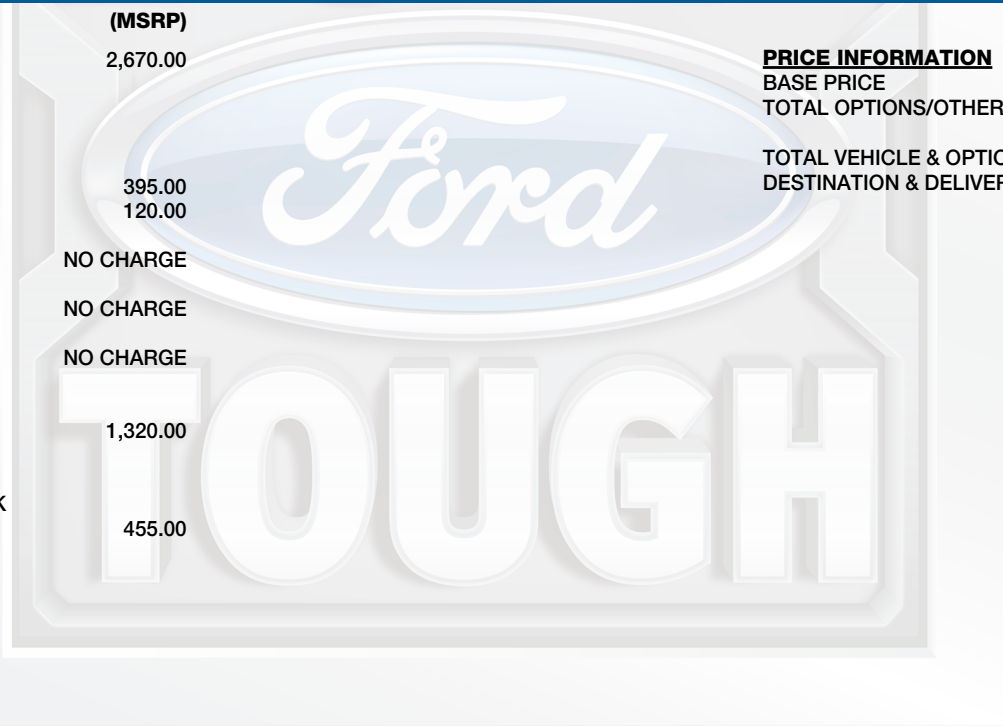 (MSRP)
2,670.00
395.00
120.00
NO CHARGE
NO CHARGE
NO CHARGE
1,320.00
K
455.00
PRICE INFORMATION
BASE PRICE
TOTAL OPTIONS/OTHER
TOTAL VEHICLE & OPTIO
DESTINATION & DELIVER
Ford
TOUGH